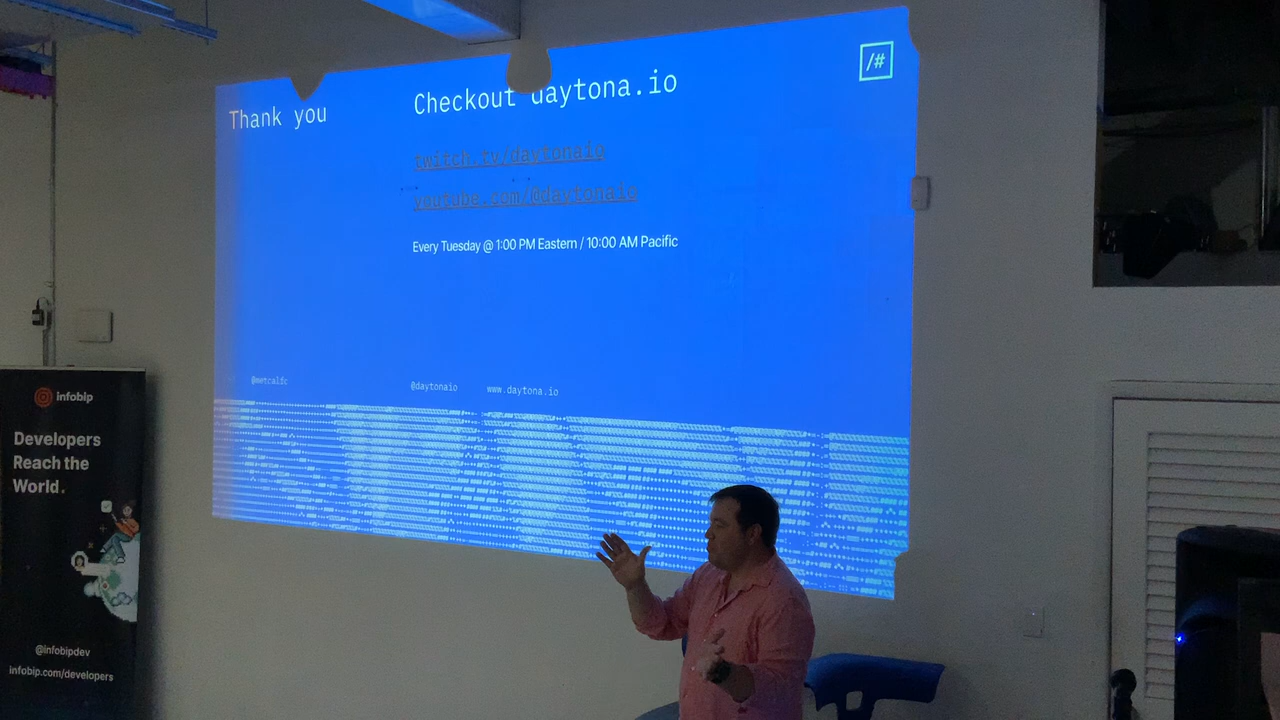 Thank you
Checkout daytona.io
/#
twitch.tv/daytonaio
youtube.com/@daytonaio
Every Tuesday @ 1:00 PM Eastern / 10:00 AM Pacific
@metcalfc
@daytonaio
www.daytona.io
infobip
Developers
Reach the
World.
@infobipdev
infobip.com/developers